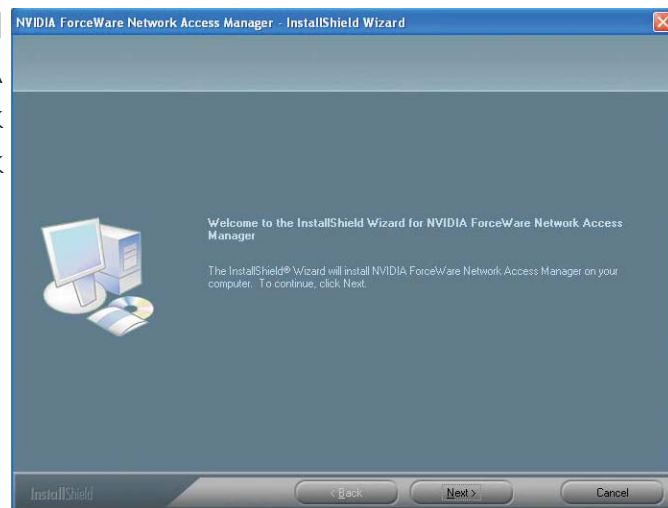 NVIDIA ForceWare Network Access Manager - InstallShield Wizard
Welcome to the InstallShield Wizard for NVIDIA ForceWare Network Access
Manager
The InstallShield® Wizard will install NVIDIA ForceWare Network Access Manager on your
computer. To continue, click Next.
InstallShield
< Back
Next >
Cancel